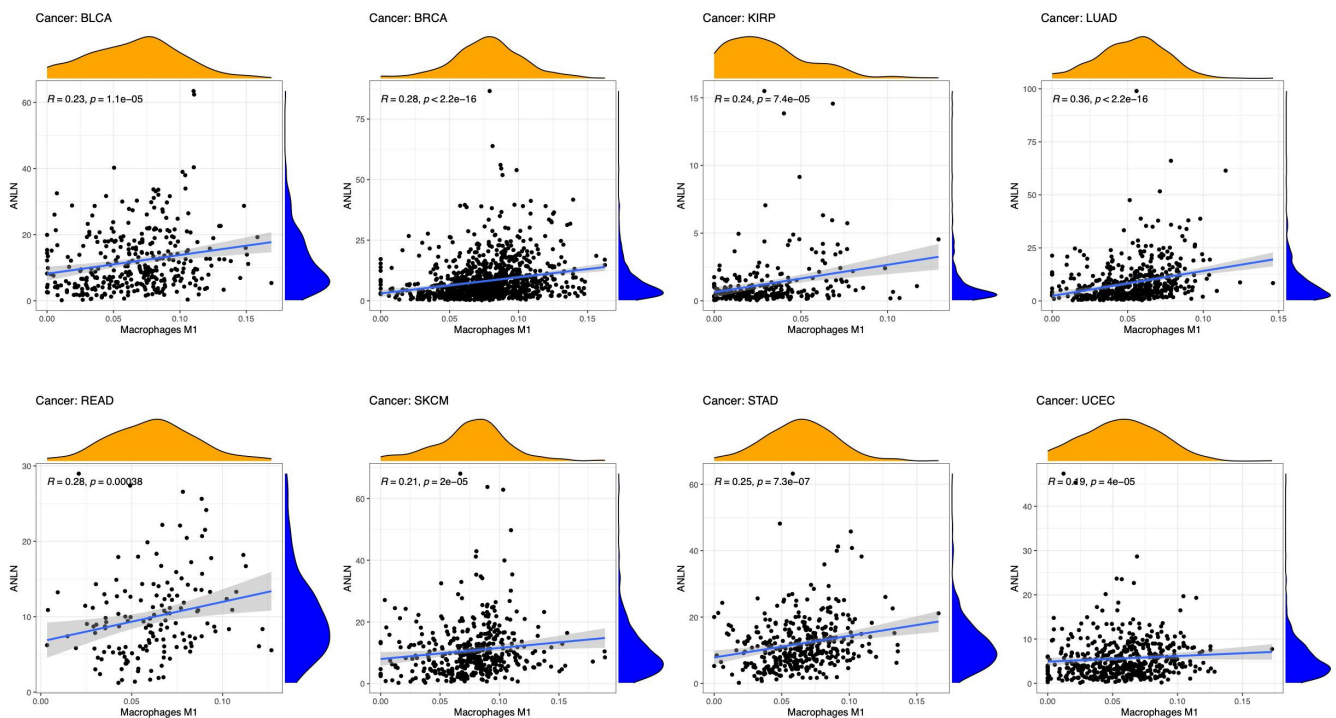 Cancer: BLCA
R = 0.23, p = 1.1e−05
60
40
20
0
ANLN
0.00 0.05 0.10 0.15
Macrophages M1
Cancer: BRCA
R = 0.28, p < 2.2e−16
75
50
25
0
ANLN
0.00 0.05 0.10 0.15
Macrophages M1
Cancer: KIRP
R = 0.24, p = 7.4e−05
15
10
5
0
ANLN
0.00 0.05 0.10
Macrophages M1
Cancer: LUAD
R = 0.36, p < 2.2e−16
100
75
50
25
0
ANLN
0.00 0.05 0.10 0.15
Macrophages M1
Cancer: READ
R = 0.28, p = 0.00038
30
20
10
0
ANLN
0.00 0.05 0.10
Macrophages M1
Cancer: SKCM
R = 0.21, p = 2e−05
60
40
20
0
ANLN
0.00 0.05 0.10 0.15
Macrophages M1
Cancer: STAD
R = 0.25, p = 7.3e−07
60
40
20
0
ANLN
0.00 0.05 0.10 0.15
Macrophages M1
Cancer: UCEC
R = 0.19, p = 4e−05
40
30
20
10
0
ANLN
0.00 0.05 0.10 0.15
Macrophages M1